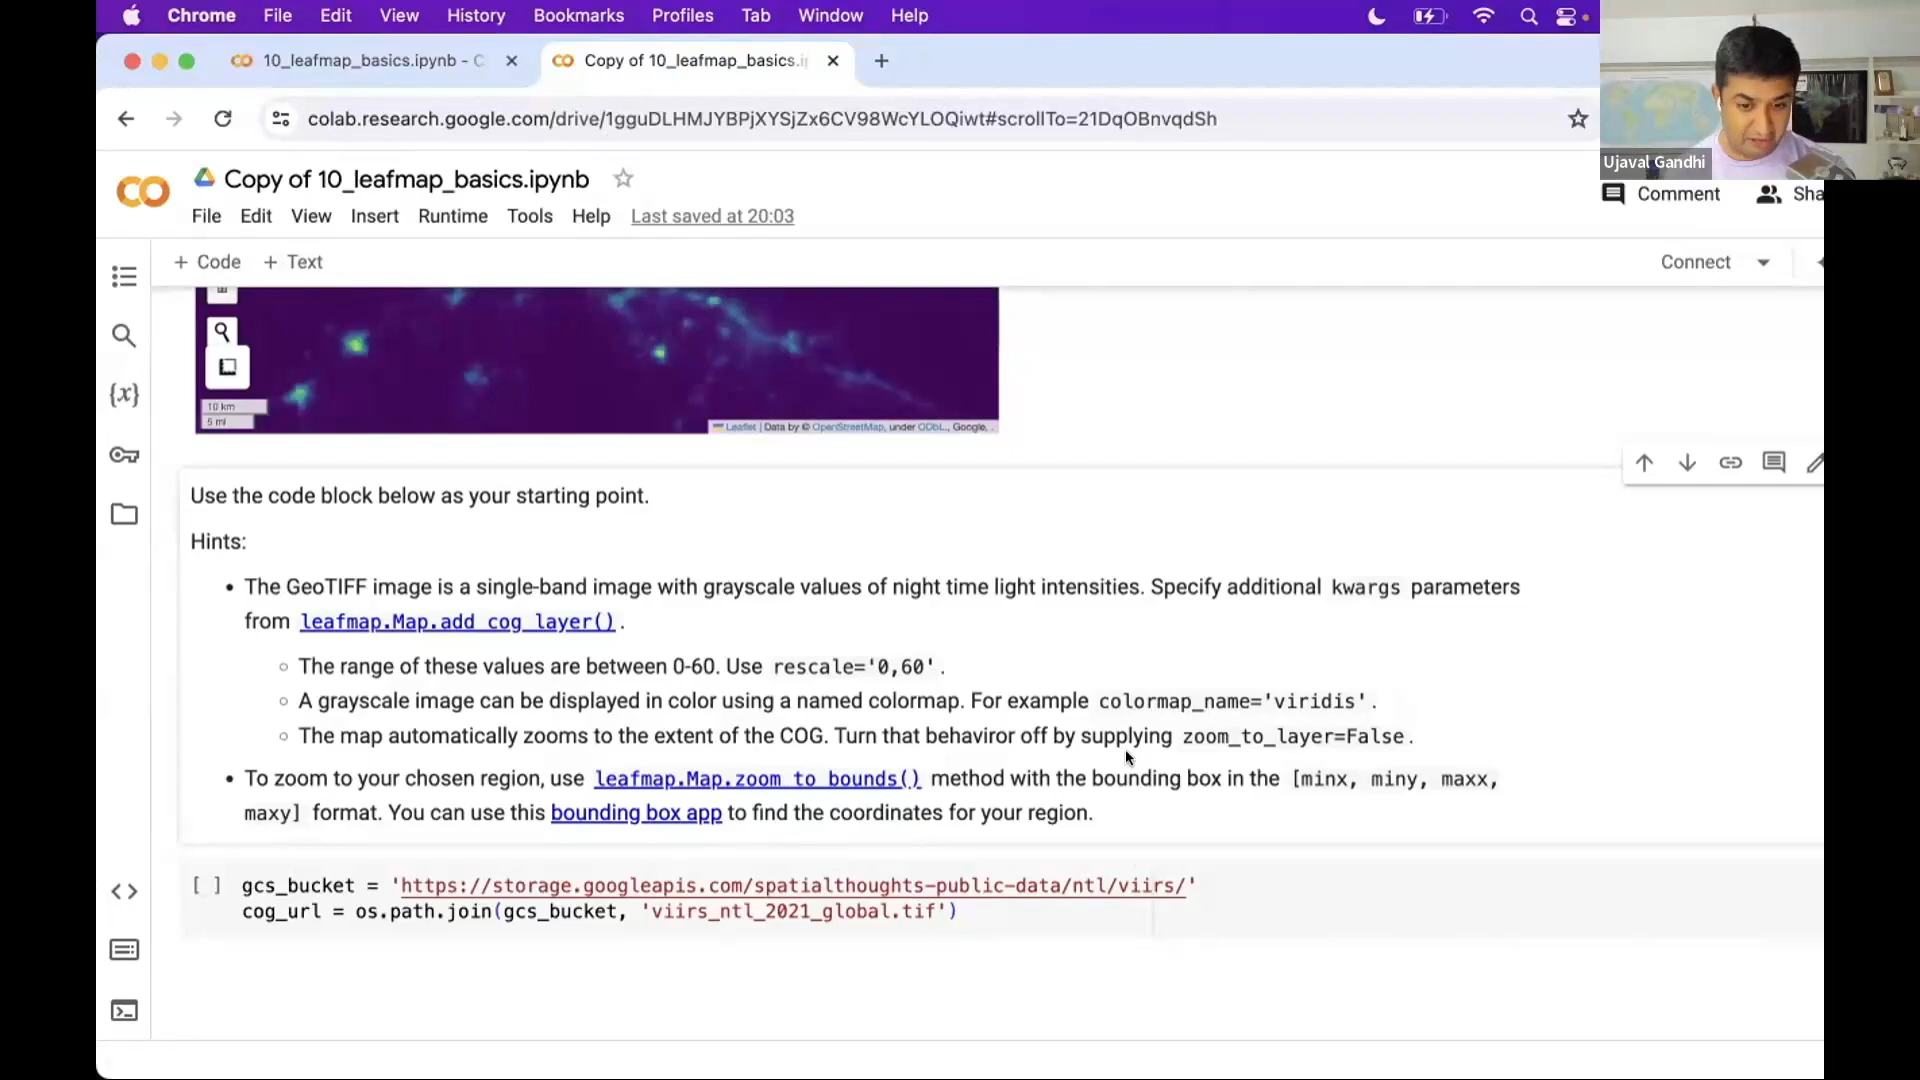 Chrome File Edit View History Bookmarks Profiles Tab Window Help
10_leafmap_basics.ipynb - C
Copy of 10_leafmap_basics.i
colab.research.google.com/drive/1gguDLHMJYBPjXYSjZx6CV98WcYLOQiwt#scrollTo=21DqOBnvqdSh
Ujaval Gandhi
CO
Copy of 10_leafmap_basics.ipynb
Comment
Sha
File Edit View Insert Runtime Tools Help Last saved at 20:03
+ Code + Text
Connect
10 km
5 mi
Leaflet | Data by © OpenStreetMap, under ODbL., Google, .
Use the code block below as your starting point.
Hints:
• The GeoTIFF image is a single-band image with grayscale values of night time light intensities. Specify additional kwargs parameters
from leafmap.Map.add_cog_layer() .
○ The range of these values are between 0-60. Use rescale='0,60' .
○ A grayscale image can be displayed in color using a named colormap. For example colormap_name='viridis' .
○ The map automatically zooms to the extent of the COG. Turn that behaviror off by supplying zoom_to_layer=False .
• To zoom to your chosen region, use leafmap.Map.zoom_to_bounds() method with the bounding box in the [minx, miny, maxx,
maxy] format. You can use this bounding box app to find the coordinates for your region.
[ ] gcs_bucket = 'https://storage.googleapis.com/spatialthoughts-public-data/ntl/viirs/'
cog_url = os.path.join(gcs_bucket, 'viirs_ntl_2021_global.tif')